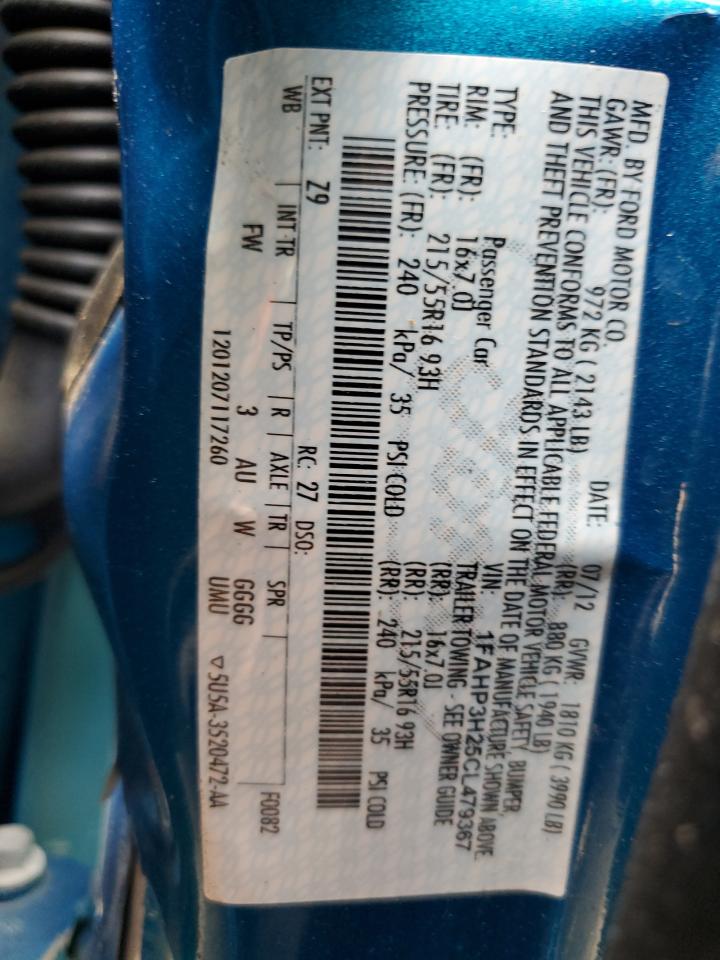 MFD. BY FORD MOTOR CO. DATE: 07/12 GVWR: 1810 KG ( 3990 LB)
GAWR: (FR): 972 KG ( 2143 LB) (RR): 880 KG ( 1940 LB)
THIS VEHICLE CONFORMS TO ALL APPLICABLE FEDERAL MOTOR VEHICLE SAFETY, BUMPER,
AND THEFT PREVENTION STANDARDS IN EFFECT ON THE DATE OF MANUFACTURE SHOWN ABOVE.
VIN: 1FAHP3H25CL479367
TYPE: Passenger Car TRAILER TOWING - SEE OWNER GUIDE
RIM: (FR): 16x7.0J (RR): 16x7.0J
TIRE: (FR): 215/55R16 93H (RR): 215/55R16 93H
PRESSURE: (FR): 240 kPa/ 35 PSI COLD (RR): 240 kPa/ 35 PSI COLD
EXT PNT: Z9 RC: 27 DSO: F0082
WB | INT TR | TP/PS | R | AXLE | TR | SPR
FW 3 AU W GGGG
1201207117260 UMU ▽5U5A-3520472-AA